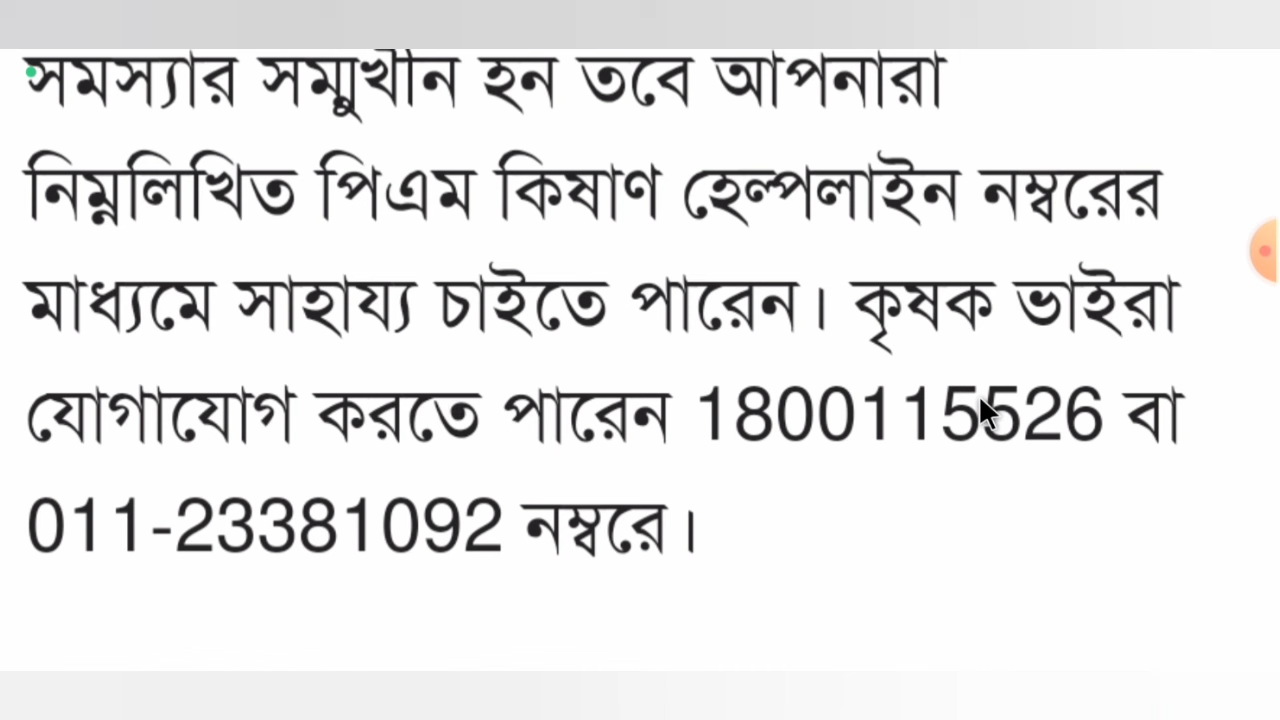 সমস্যার সম্মুখীন হন তবে আপনারা
নিম্নলিখিত পিএম কিষাণ হেল্পলাইন নম্বরের
মাধ্যমে সাহায্য চাইতে পারেন। কৃষক ভাইরা
যোগাযোগ করতে পারেন 1800115526 বা
011-23381092 নম্বরে।